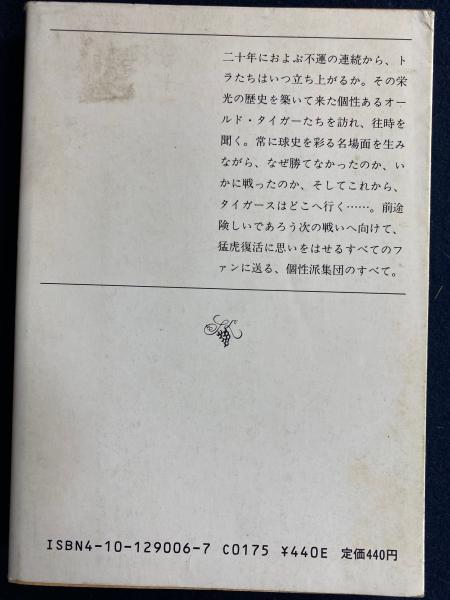 二十年におよぶ不運の連続から、ト
ラたちはいつ立ち上がるか。その栄
光の歴史を築いて来た個性あるオー
ルド・タイガーたちを訪れ、往時を
聞く。常に球史を彩る名場面を生み
ながら、なぜ勝てなかったのか、い
かに戦ったのか、そしてこれから、
タイガースはどこへ行く……。前途
険しいであろう次の戦いへ向けて、
猛虎復活に思いをはせるすべてのフ
ァンに送る、個性派集団のすべて。
ISBN4-10-129006-7 C0175 ¥440E 定価440円